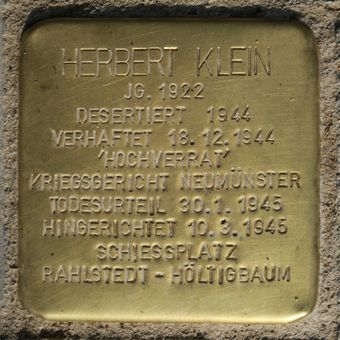 HERBERT KLEIN
JG. 1922
DESERTIERT 1944
VERHAFTET 18.12.1944
'HOCHVERRAT'
KRIEGSGERICHT NEUMÜNSTER
TODESURTEIL 30.1.1945
HINGERICHTET 10.3.1945
SCHIESSPLATZ
RAHLSTEDT - HÖLTIGBAUM